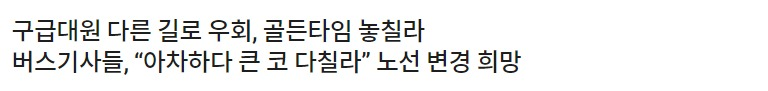 구급대원 다른 길로 우회, 골든타임 놓칠라
버스기사들, “아차하다 큰 코 다칠라” 노선 변경 희망